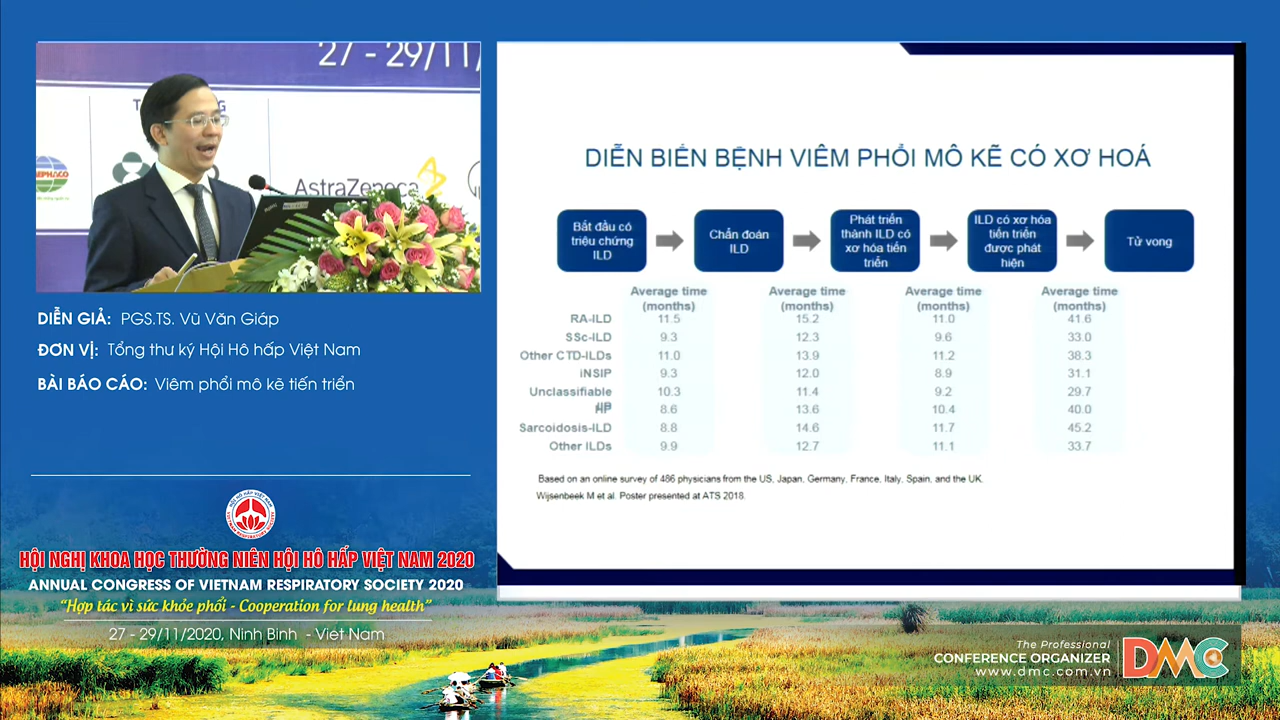 27 - 29/11/
AstraZeneca
DIỄN GIẢ: PGS.TS. Vũ Văn Giáp
ĐƠN VỊ: Tổng thư ký Hội Hô hấp Việt Nam
BÀI BÁO CÁO: Viêm phổi mô kẽ tiến triển
HỘI NGHỊ KHOA HỌC THƯỜNG NIÊN HỘI HÔ HẤP VIỆT NAM 2020
ANNUAL CONGRESS OF VIETNAM RESPIRATORY SOCIETY 2020
“Hợp tác vì sức khỏe phổi - Cooperation for lung health”
27 - 29/11/2020, Ninh Bình - Việt Nam
DIỄN BIẾN BỆNH VIÊM PHỔI MÔ KẼ CÓ XƠ HOÁ
Bắt đầu có
triệu chứng
ILD
Chẩn đoán
ILD
Phát triển
thành ILD có
xơ hóa tiến
triển
ILD có xơ hóa
tiến triển
được phát
hiện
Tử vong
Average time Average time Average time Average time
(months) (months) (months) (months)
RA-ILD 11.5 15.2 11.0 41.6
SSc-ILD 9.3 12.3 9.6 33.0
Other CTD-ILDs 11.0 13.9 11.2 38.3
iNSIP 9.3 12.0 8.9 31.1
Unclassifiable 10.3 11.4 9.2 29.7
IIP
HP 8.6 13.6 10.4 40.0
Sarcoidosis-ILD 8.8 14.6 11.7 45.2
Other ILDs 9.9 12.7 11.1 33.7
Based on an online survey of 486 physicians from the US, Japan, Germany, France, Italy, Spain, and the UK.
Wijsenbeek M et al. Poster presented at ATS 2018.
The Professional
CONFERENCE ORGANIZER
www.dmc.com.vn
DMC